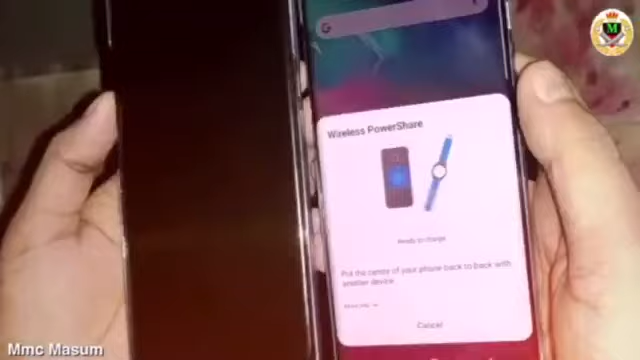 Wireless PowerShare
Ready to charge
Put the centre of your phone back to back with
another device.
Cancel
Mmc Masum
M